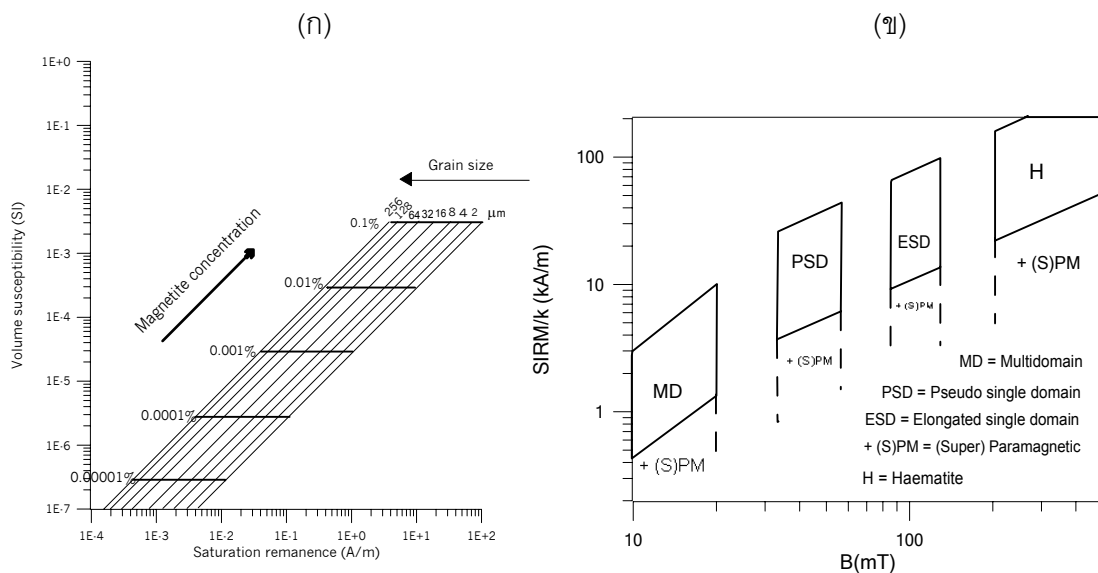 (ก)
1E+0
1E-1
1E-2
1E-3
1E-4
1E-5
1E-6
1E-7
Volume susceptibility (SI)
1E-4 1E-3 1E-2 1E-1 1E+0 1E+1 1E+2
Saturation remanence (A/m)
Grain size
Magnetite concentration
256 128 64 32 16 8 4 2 μm
0.1%
0.01%
0.001%
0.0001%
0.00001%
(ข)
100
10
1
SIRM/k (kA/m)
10 100
B(mT)
H
+ (S)PM
ESD
+ (S)PM
PSD
+ (S)PM
MD
+ (S)PM
MD = Multidomain
PSD = Pseudo single domain
ESD = Elongated single domain
+ (S)PM = (Super) Paramagnetic
H = Haematite